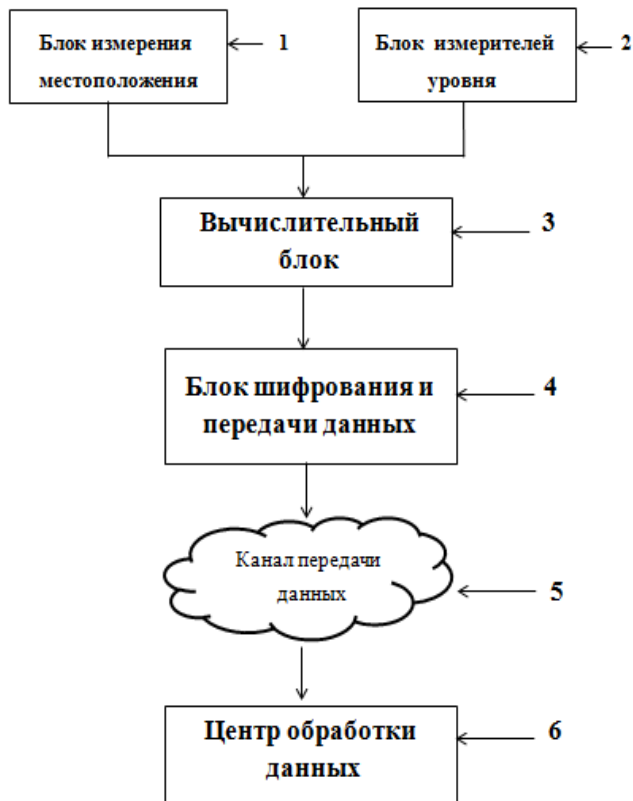 Блок измерения
местоположения
1
Блок измерителей
уровня
2
Вычислительный
блок
3
Блок шифрования и
передачи данных
4
Канал передачи
данных
5
Центр обработки
данных
6